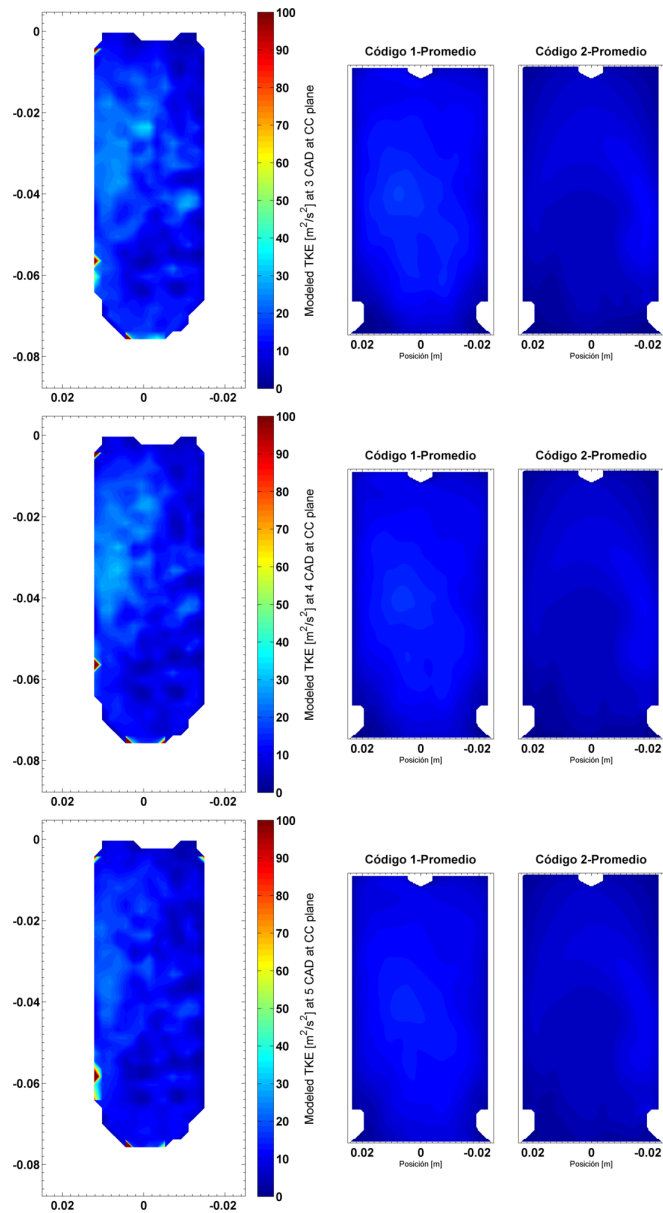 0
-0.02
-0.04
-0.06
-0.08
0.02 0 -0.02
100
90
80
70
60
50
40
30
20
10
0
Modeled TKE [m²/s²] at 3 CAD at CC plane
Código 1-Promedio
0.02 0 -0.02
Posición [m]
Código 2-Promedio
0.02 0 -0.02
Posición [m]
0
-0.02
-0.04
-0.06
-0.08
0.02 0 -0.02
100
90
80
70
60
50
40
30
20
10
0
Modeled TKE [m²/s²] at 4 CAD at CC plane
Código 1-Promedio
0.02 0 -0.02
Posición [m]
Código 2-Promedio
0.02 0 -0.02
Posición [m]
0
-0.02
-0.04
-0.06
-0.08
0.02 0 -0.02
100
90
80
70
60
50
40
30
20
10
0
Modeled TKE [m²/s²] at 5 CAD at CC plane
Código 1-Promedio
0.02 0 -0.02
Posición [m]
Código 2-Promedio
0.02 0 -0.02
Posición [m]